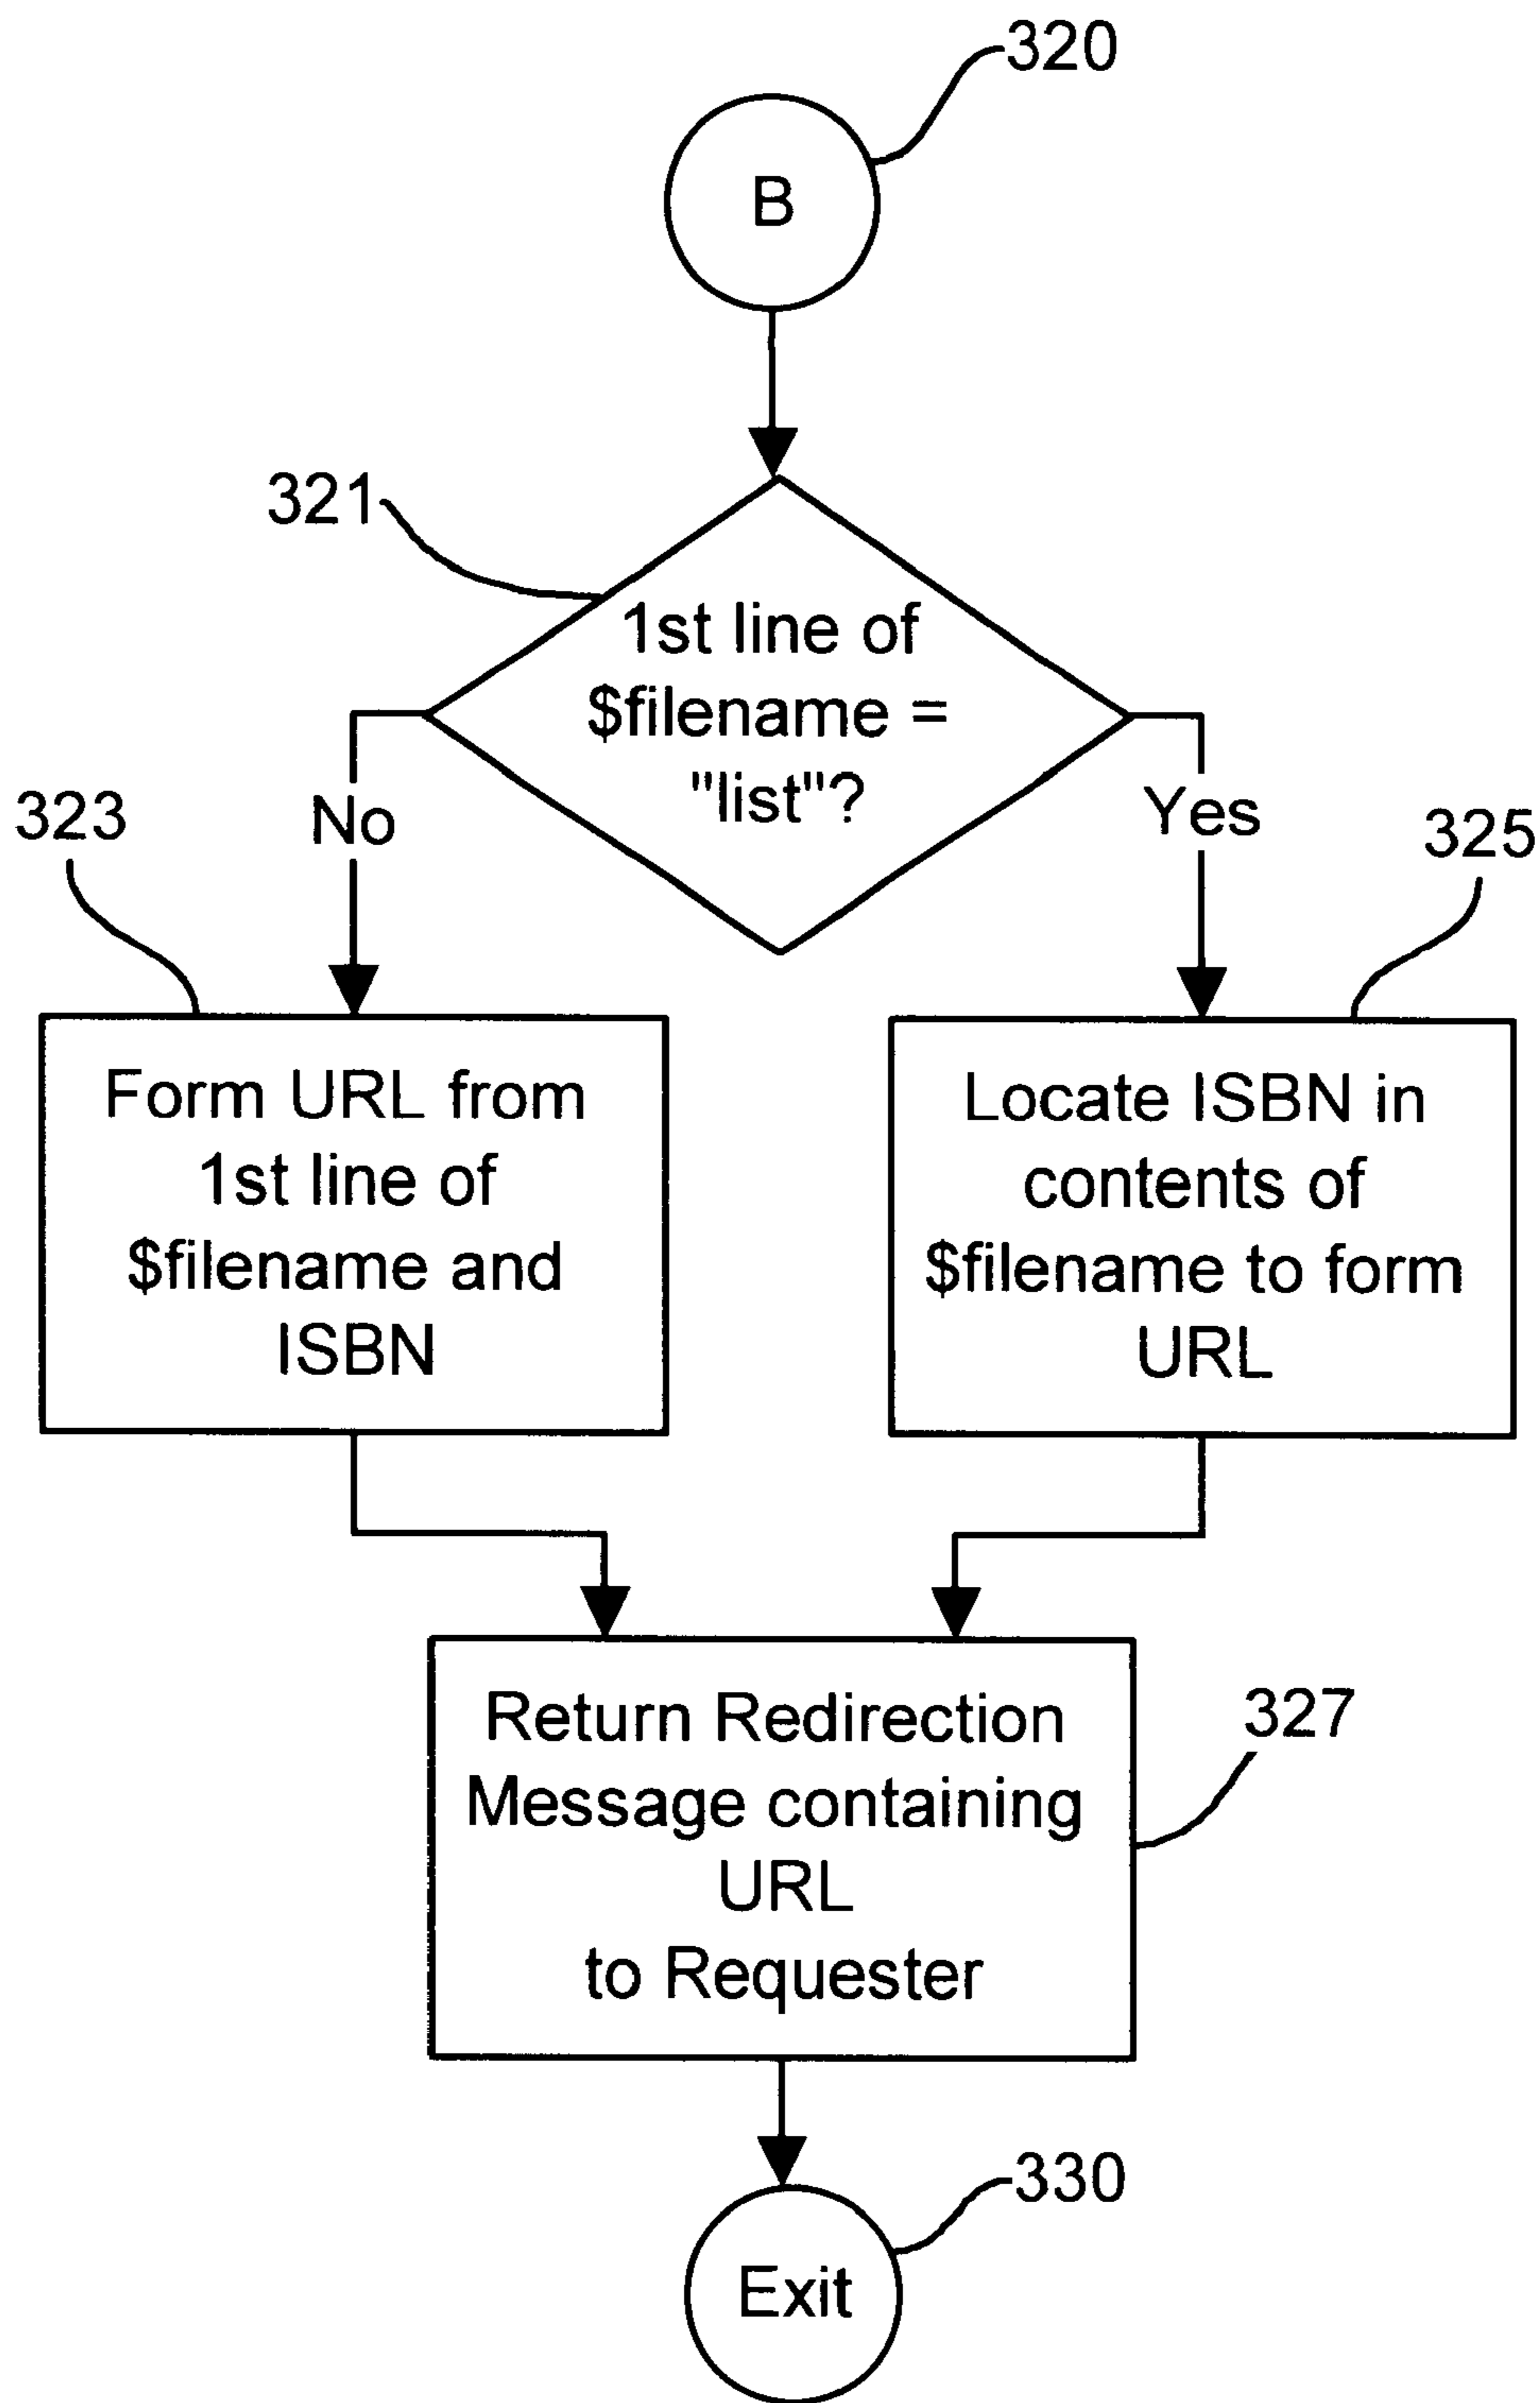 320
B
321
1st line of
$filename =
"list"?
No
Yes
323
325
Form URL from
1st line of
$filename and
ISBN
Locate ISBN in
contents of
$filename to form
URL
Return Redirection
Message containing
URL
to Requester
327
330
Exit